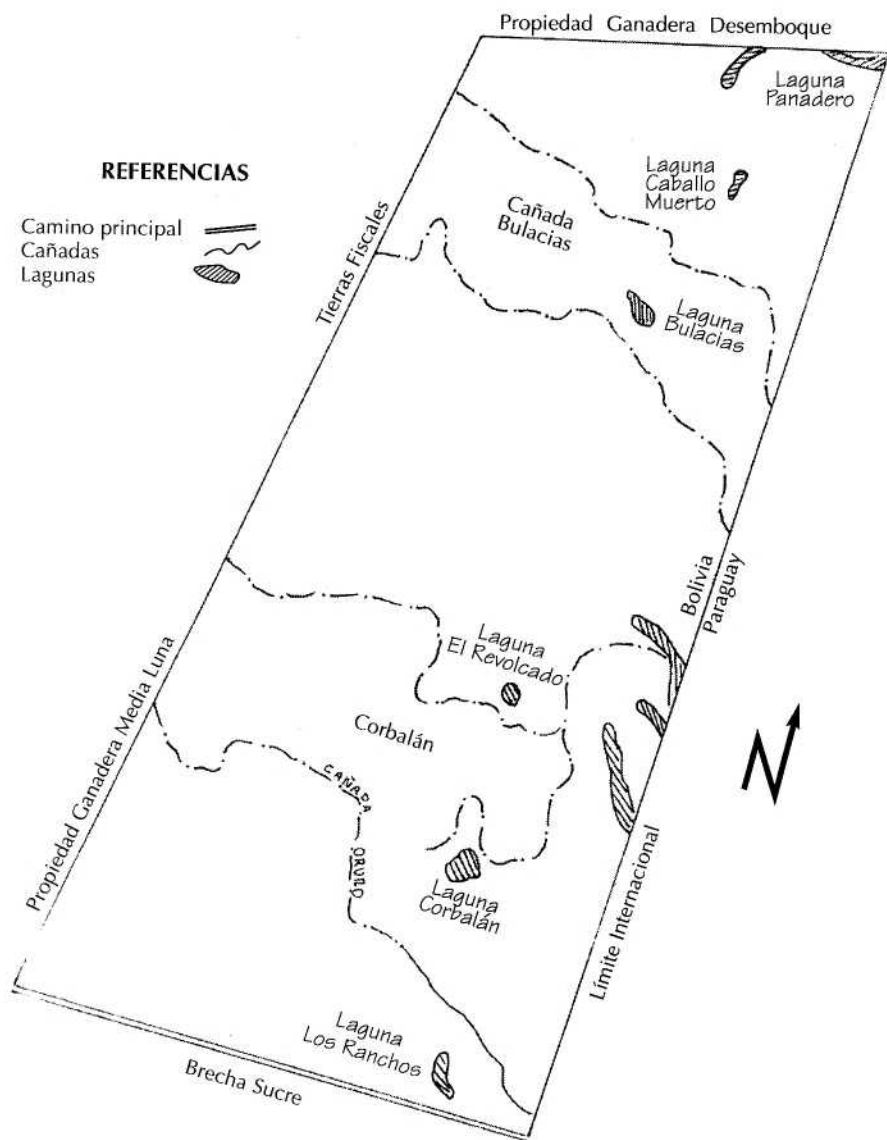 Propiedad Ganadera Desemboque
Laguna
Panadero
REFERENCIAS
Camino principal
Cañadas
Lagunas
Laguna
Caballo
Muerto
Cañada
Bulacias
Tierras Fiscales
Laguna
Bulacias
Bolivia
Paraguay
Laguna
El Revolcado
Corbalán
Propiedad Ganadera Media Luna
CAÑADA
ORURO
N
Laguna
Corbalán
Límite Internacional
Laguna
Los Ranchos
Brecha Sucre